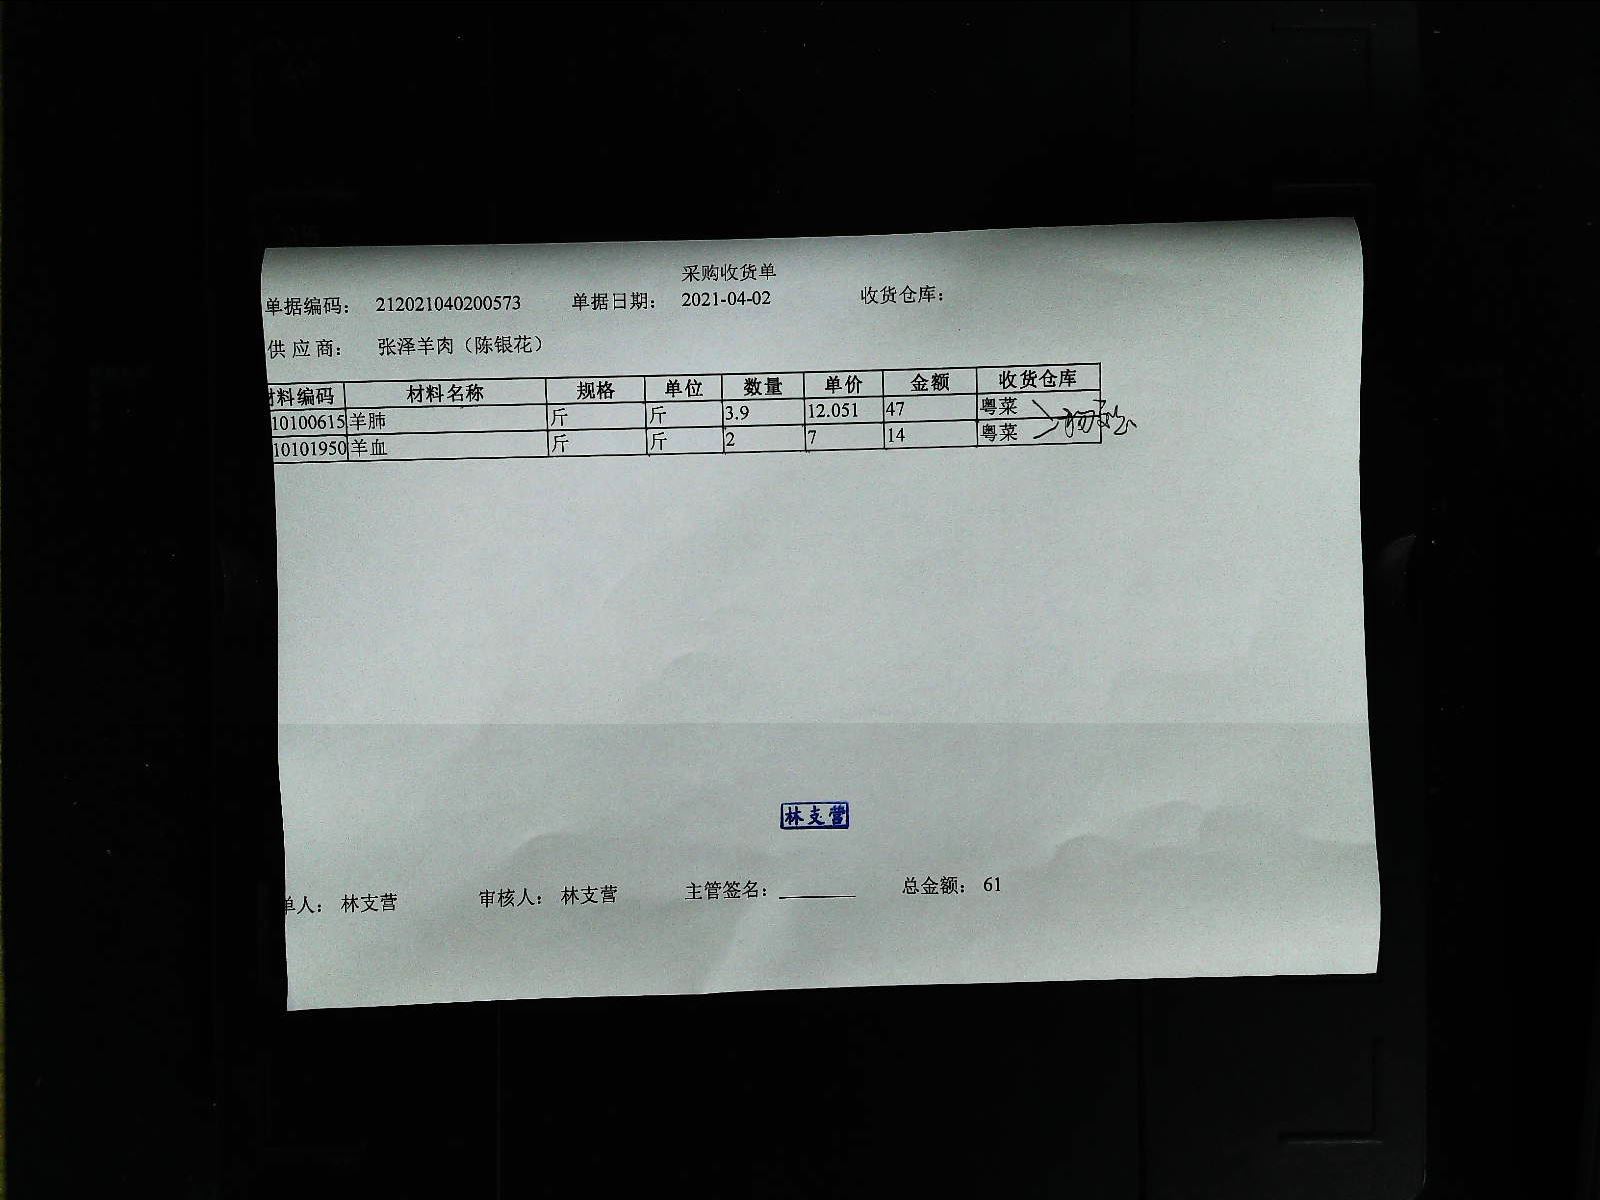 采购收货单
单据编码： 212021040200573 单据日期： 2021-04-02 收货仓库：
供应商： 张泽羊肉（陈银花）
材料编码 材料名称 规格 单位 数量 单价 金额 收货仓库
10100615 羊肺 斤 斤 3.9 12.051 47 粤菜
10101950 羊血 斤 斤 2 7 14 粤菜
林支营
单人： 林支营 审核人： 林支营 主管签名： 总金额： 61